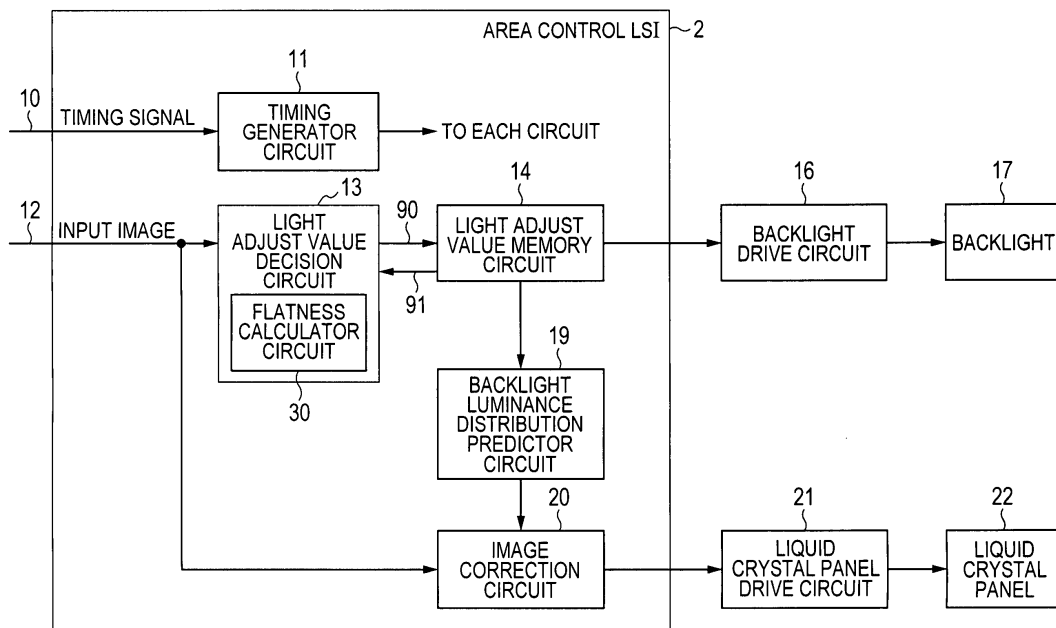 AREA CONTROL LSI
2
10
TIMING SIGNAL
11
TIMING
GENERATOR
CIRCUIT
TO EACH CIRCUIT
12
INPUT IMAGE
13
LIGHT
ADJUST VALUE
DECISION
CIRCUIT
FLATNESS
CALCULATOR
CIRCUIT
30
90
91
14
LIGHT ADJUST
VALUE MEMORY
CIRCUIT
16
BACKLIGHT
DRIVE CIRCUIT
17
BACKLIGHT
19
BACKLIGHT
LUMINANCE
DISTRIBUTION
PREDICTOR
CIRCUIT
20
IMAGE
CORRECTION
CIRCUIT
21
LIQUID
CRYSTAL PANEL
DRIVE CIRCUIT
22
LIQUID
CRYSTAL
PANEL